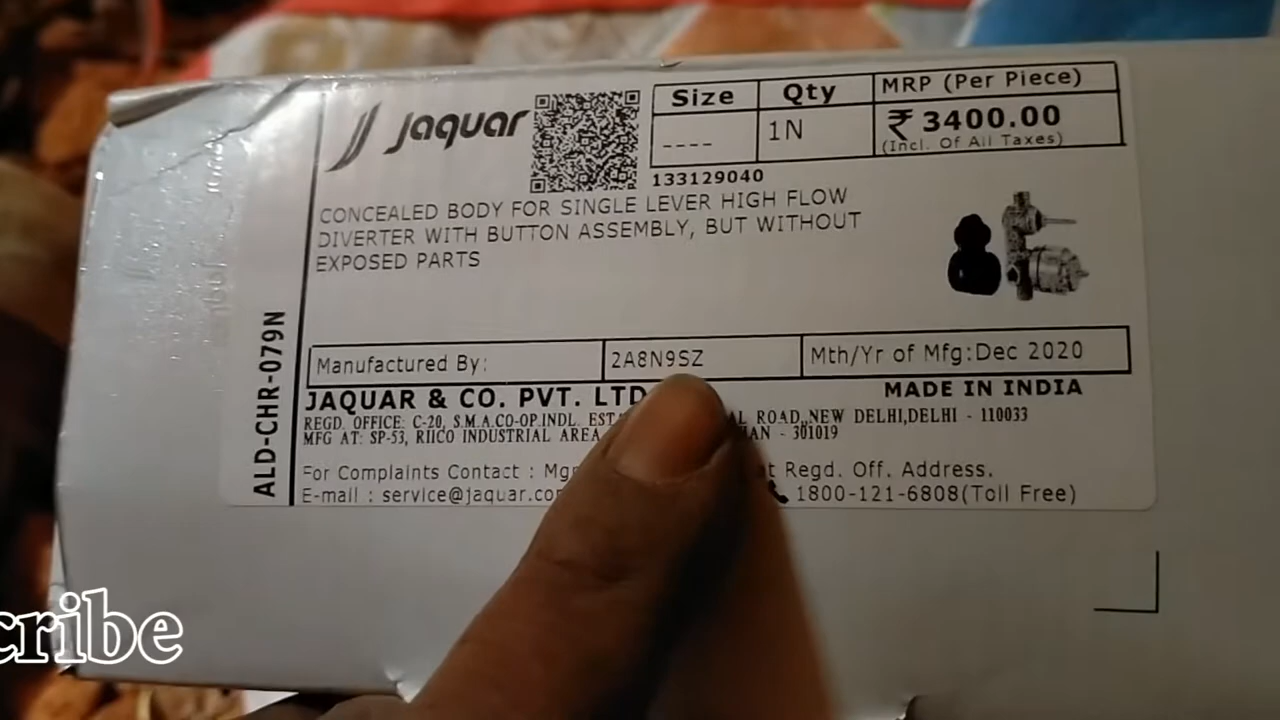 Jaquar
Size Qty MRP (Per Piece)
---- 1N ₹ 3400.00
(Incl. Of All Taxes)
133129040
CONCEALED BODY FOR SINGLE LEVER HIGH FLOW
DIVERTER WITH BUTTON ASSEMBLY, BUT WITHOUT
EXPOSED PARTS
ALD-CHR-079N
Manufactured By: 2A8N9SZ Mth/Yr of Mfg:Dec 2020
JAQUAR & CO. PVT. LTD MADE IN INDIA
REGD. OFFICE: C-20, S.M.A.CO-OP.INDL. ROAD,,NEW DELHI,DELHI - 110033
MFG AT: SP-53, RIICO INDUSTRIAL AREA - 301019
For Complaints Contact : at Regd. Off. Address.
E-mail : 1800-121-6808(Toll Free)
cribe